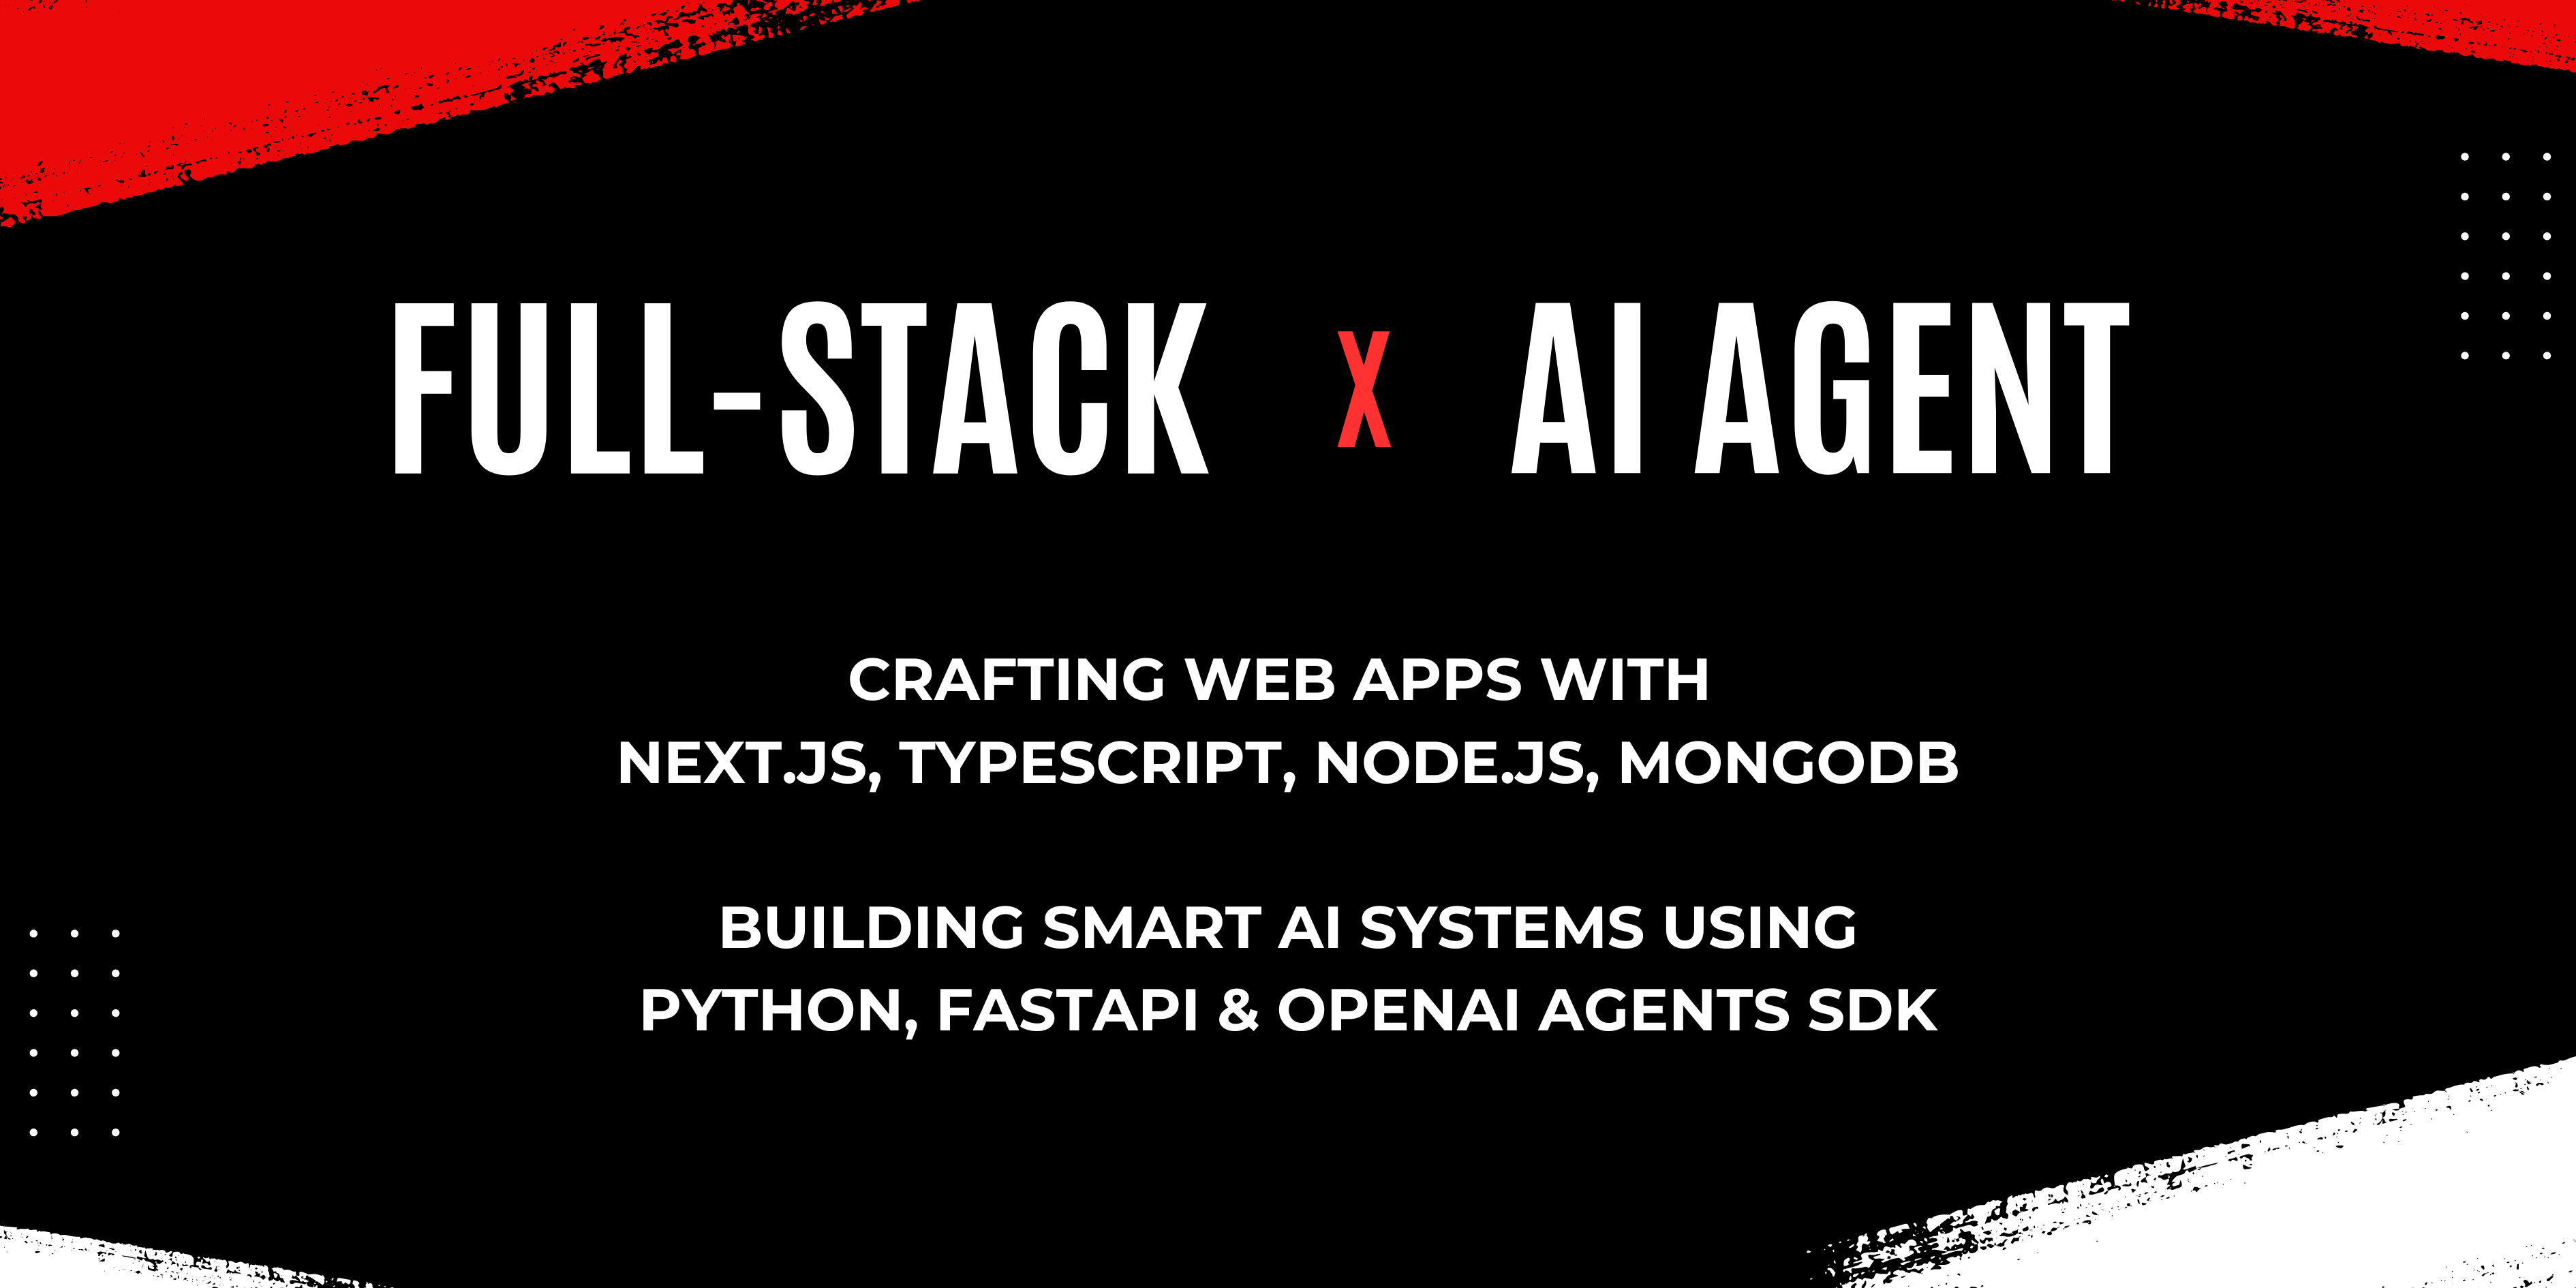 FULL-STACK X AI AGENT
CRAFTING WEB APPS WITH
NEXT.JS, TYPESCRIPT, NODE.JS, MONGODB
BUILDING SMART AI SYSTEMS USING
PYTHON, FASTAPI & OPENAI AGENTS SDK